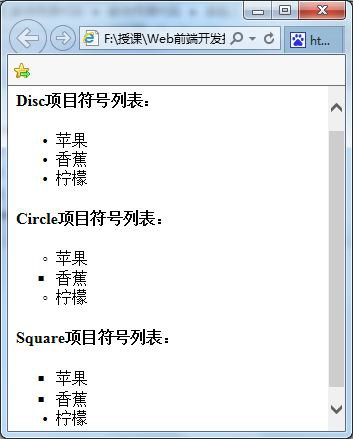 F:\授课\Web前端开发技
ht...
Disc项目符号列表：
• 苹果
• 香蕉
• 柠檬
Circle项目符号列表：
◦ 苹果
▪ 香蕉
◦ 柠檬
Square项目符号列表：
▪ 苹果
▪ 香蕉
• 柠檬